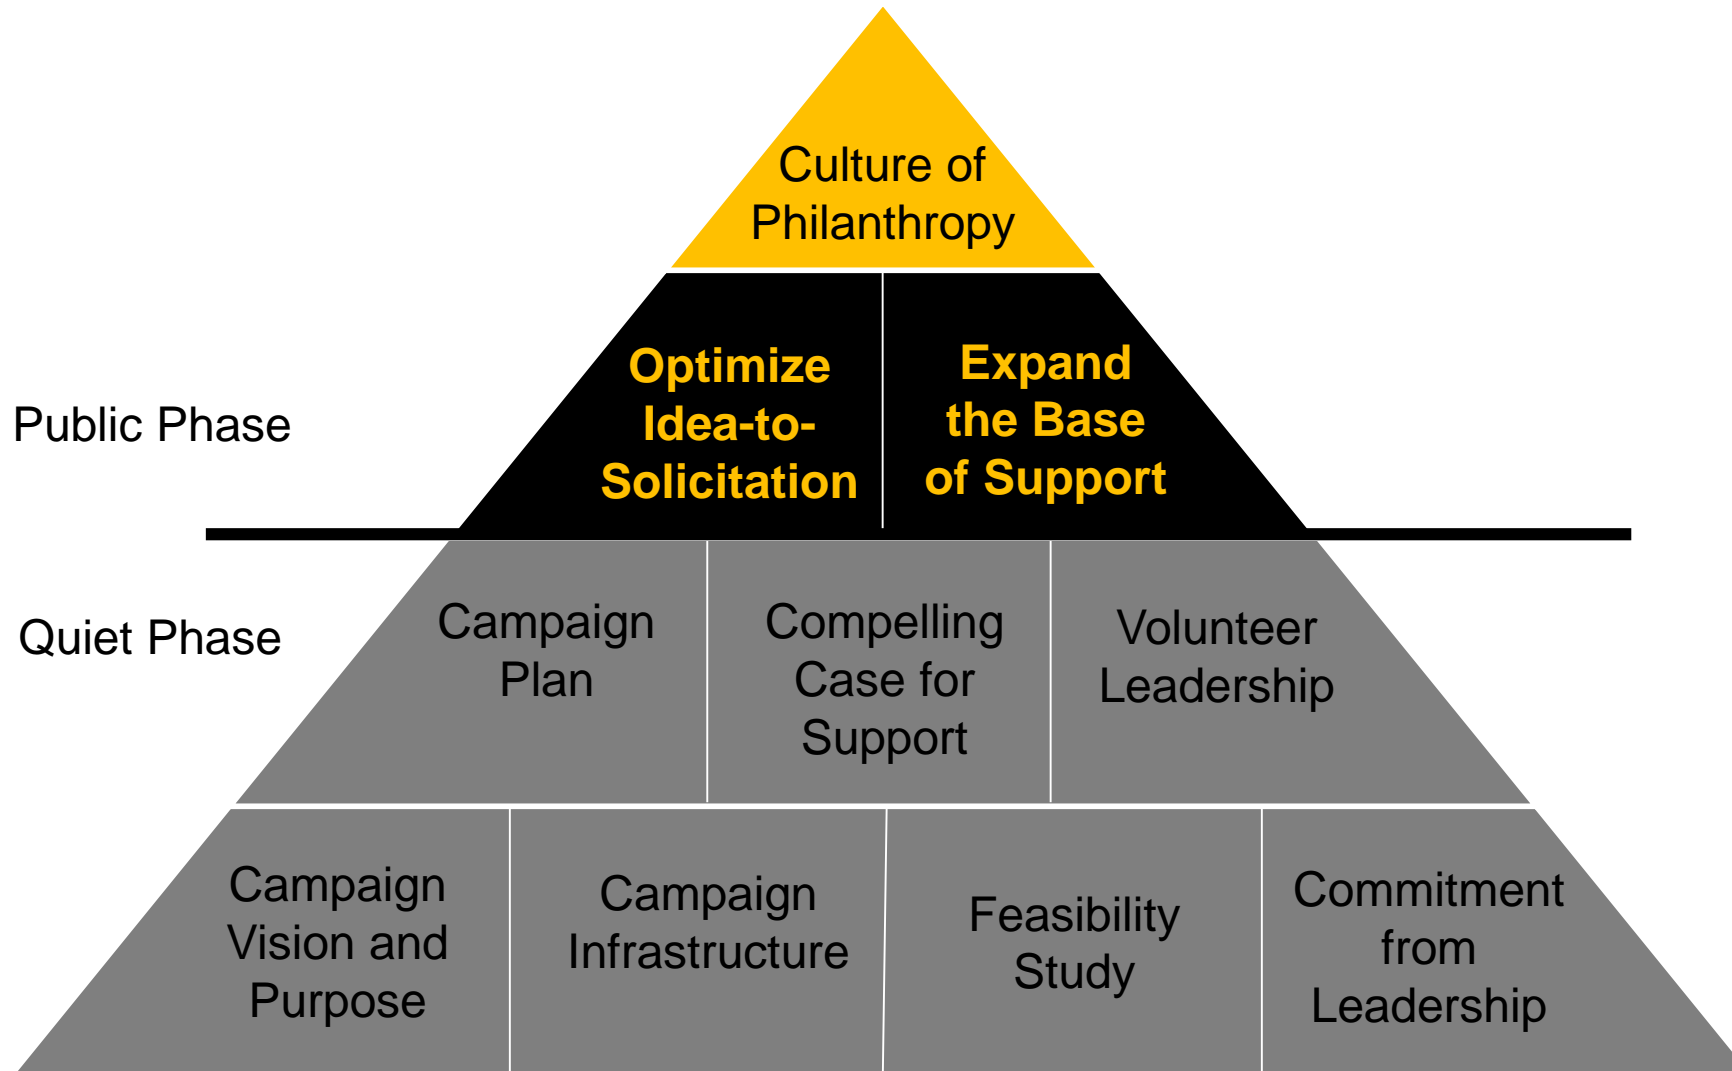 Culture of
Philanthropy
Public Phase
Optimize
Idea-to-
Solicitation
Expand
the Base
of Support
Quiet Phase
Campaign
Plan
Compelling
Case for
Support
Volunteer
Leadership
Campaign
Vision and
Purpose
Campaign
Infrastructure
Feasibility
Study
Commitment
from
Leadership